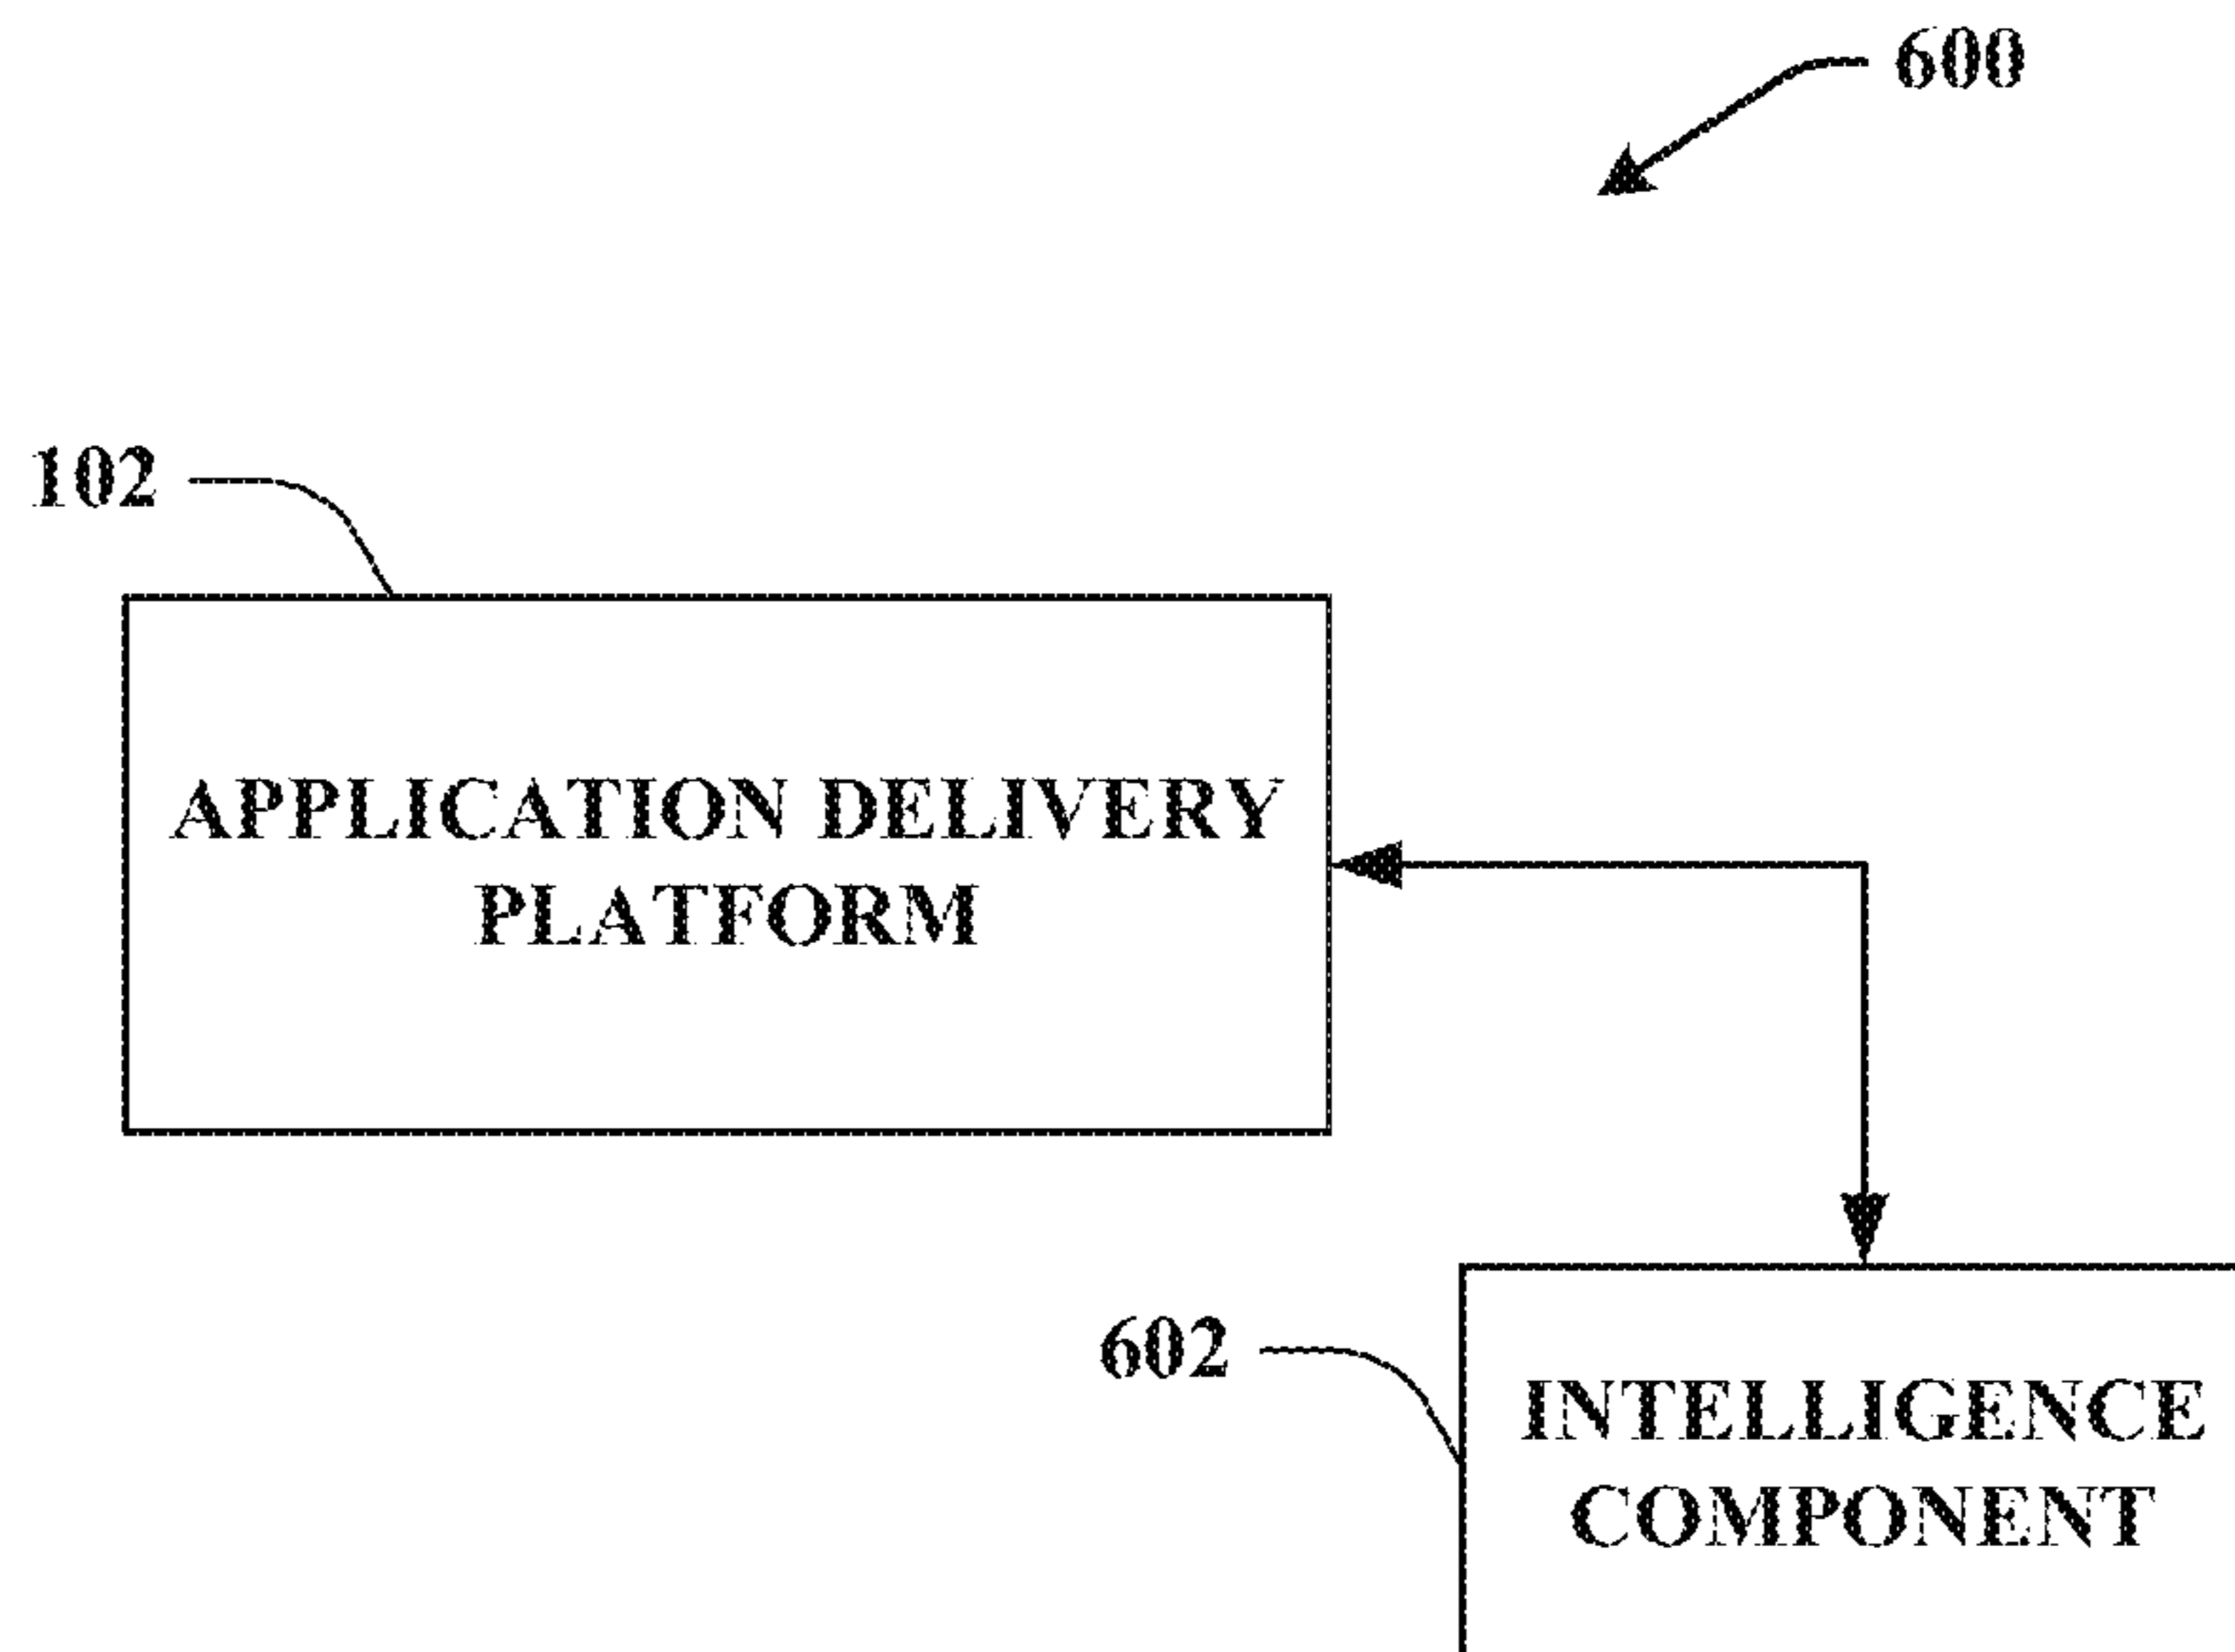 600
102
APPLICATION DELIVERY
PLATFORM
602
INTELLIGENCE
COMPONENT